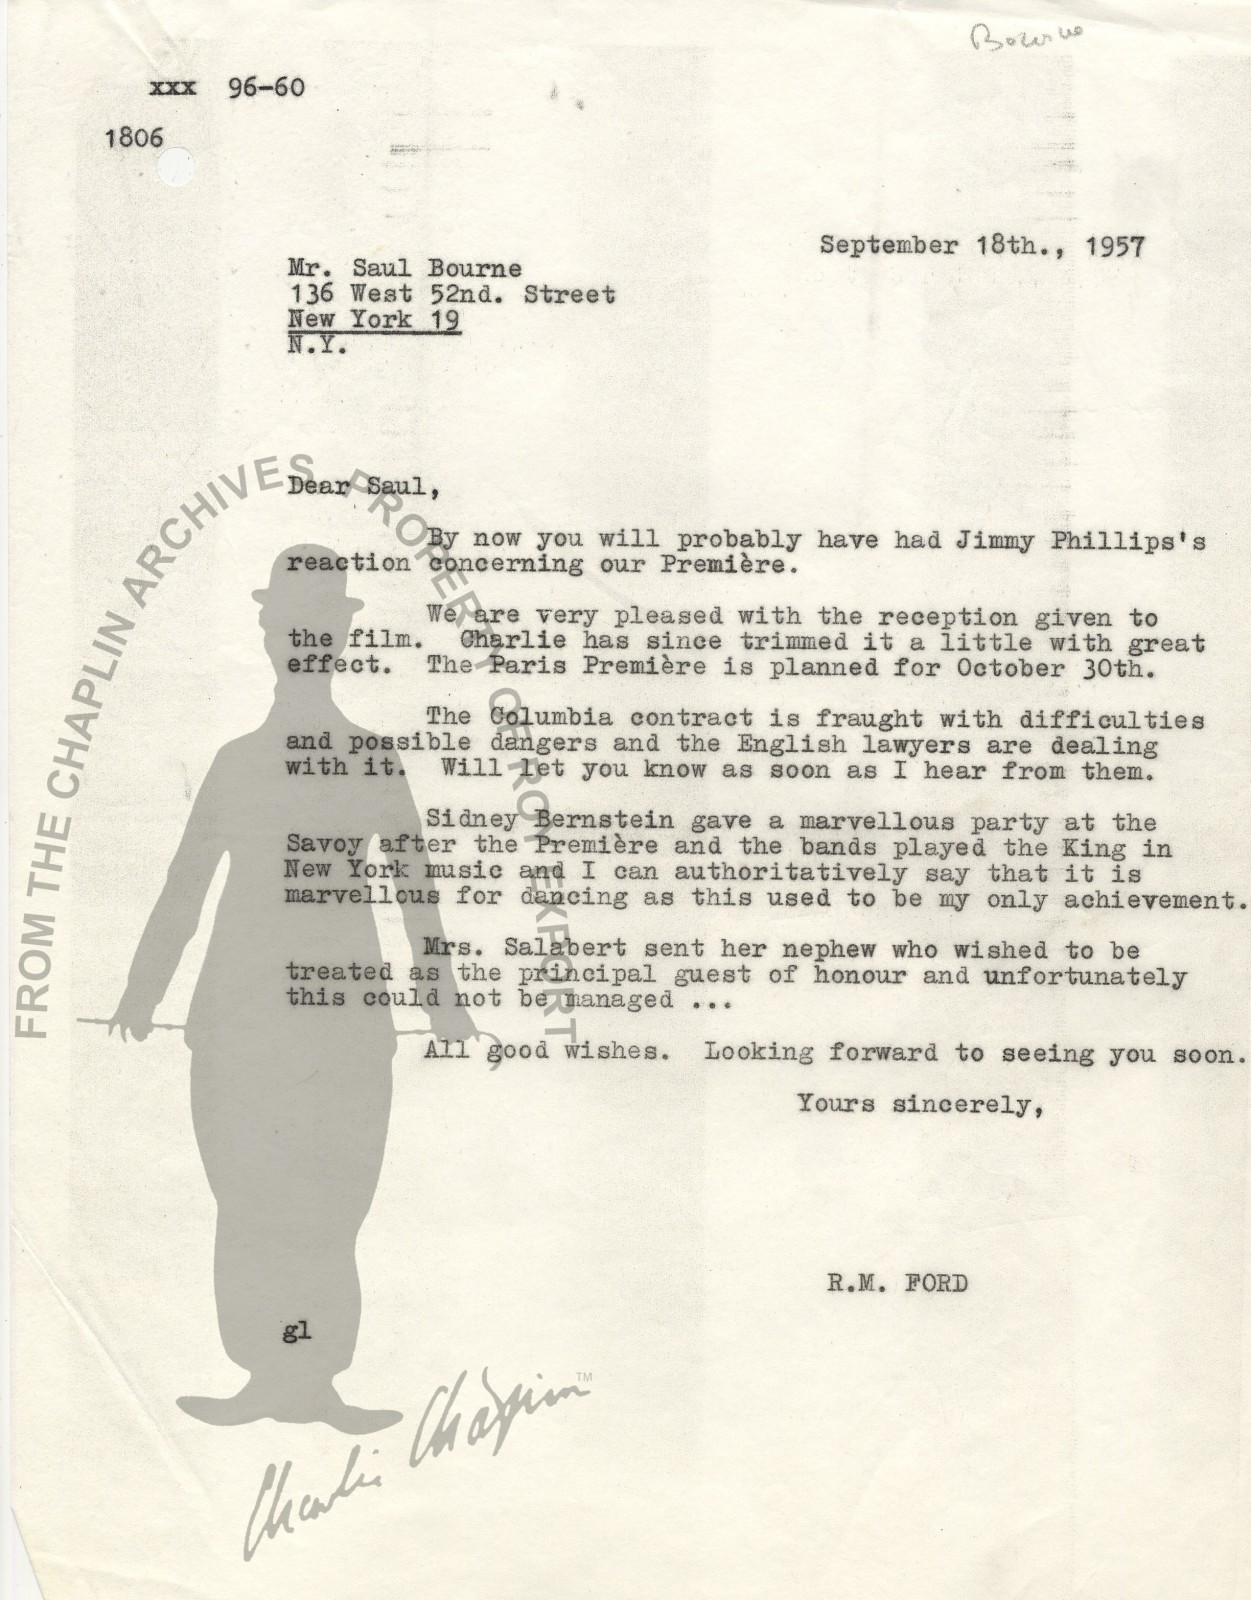 Bourne
xxx 96-60
1806
September 18th., 1957
Mr. Saul Bourne
136 West 52nd. Street
New York 19
N.Y.
Dear Saul,
By now you will probably have had Jimmy Phillips's
reaction concerning our Première.
We are very pleased with the reception given to
the film. Charlie has since trimmed it a little with great
effect. The Paris Première is planned for October 30th.
The Columbia contract is fraught with difficulties
and possible dangers and the English lawyers are dealing
with it. Will let you know as soon as I hear from them.
Sidney Bernstein gave a marvellous party at the
Savoy after the Première and the bands played the King in
New York music and I can authoritatively say that it is
marvellous for dancing as this used to be my only achievement.
Mrs. Salabert sent her nephew who wished to be
treated as the principal guest of honour and unfortunately
this could not be managed ...
All good wishes. Looking forward to seeing you soon.
Yours sincerely,
R.M. FORD
gl
FROM THE CHAPLIN ARCHIVES PROPERTY OF ROY EXPORT
Charlie Chaplin TM